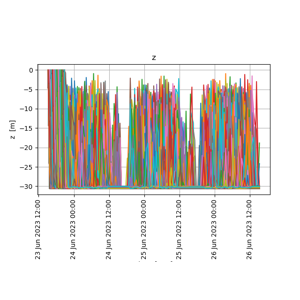 z
0
−5
−10
−15
−20
−25
−30
z [m]
23 Jun 2023 12:00
24 Jun 2023 00:00
24 Jun 2023 12:00
25 Jun 2023 00:00
25 Jun 2023 12:00
26 Jun 2023 00:00
26 Jun 2023 12:00